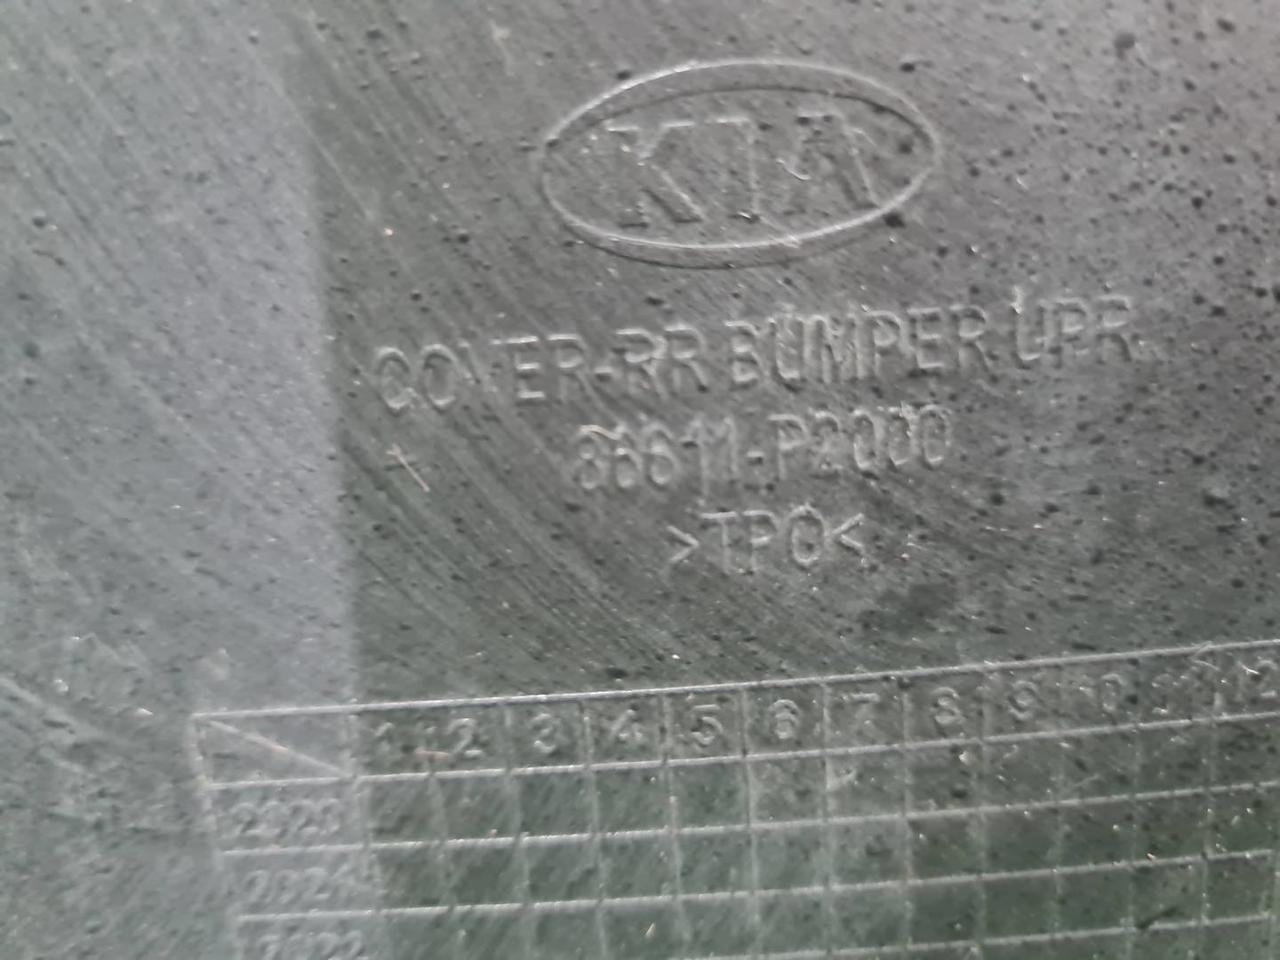 KIA
COVER-RR BUMPER UPR
86611-P2000
>TPO<
1 2 3 4 5 6 7 8 9 10 11 12
2020
2021
2022